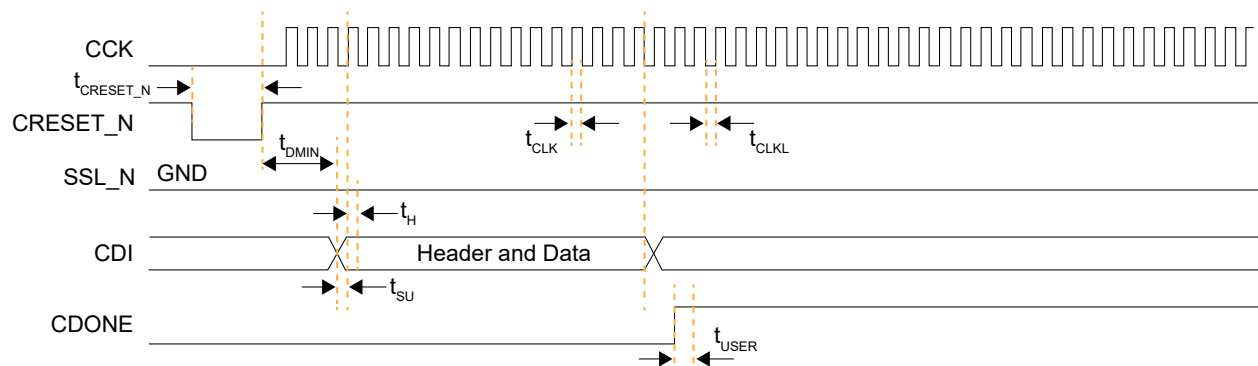 CCK
tCRESET_N
CRESET_N
tDMIN
tCLK
tCLKL
SSL_N
GND
tH
CDI
Header and Data
tSU
CDONE
tUSER